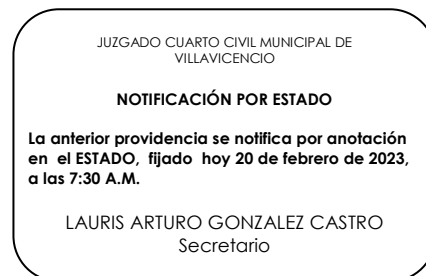 JUZGADO CUARTO CIVIL MUNICIPAL DE
VILLAVICENCIO
NOTIFICACIÓN POR ESTADO
La anterior providencia se notifica por anotación
en el ESTADO, fijado hoy 20 de febrero de 2023,
a las 7:30 A.M.
LAURIS ARTURO GONZALEZ CASTRO
Secretario